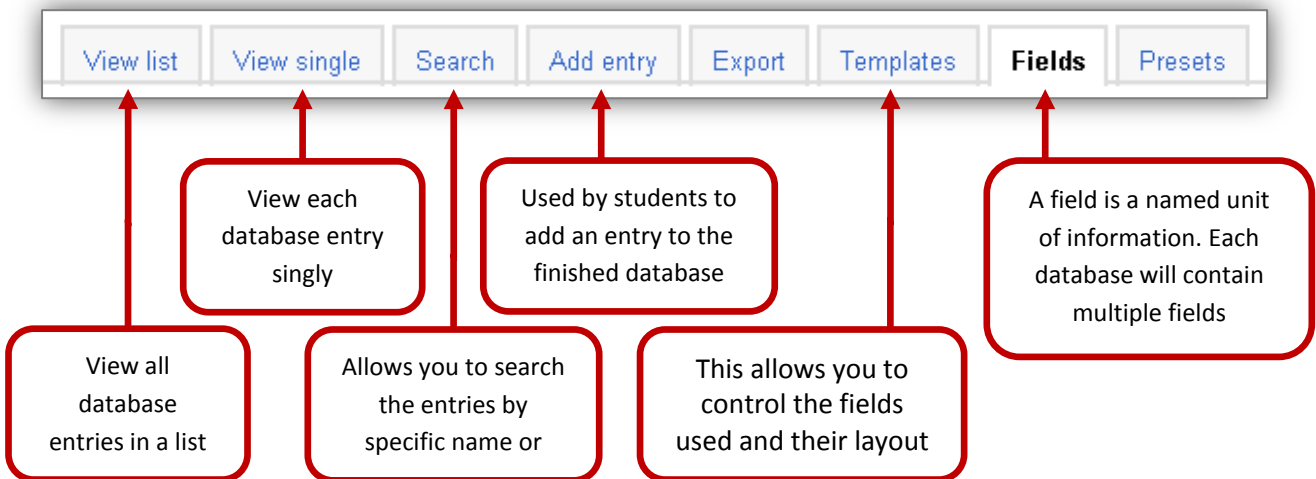 View list View single Search Add entry Export Templates Fields Presets
View each
database entry
singly
Used by students to
add an entry to the
finished database
A field is a named unit
of information. Each
database will contain
multiple fields
View all
database
entries in a list
Allows you to search
the entries by
specific name or
This allows you to
control the fields
used and their layout